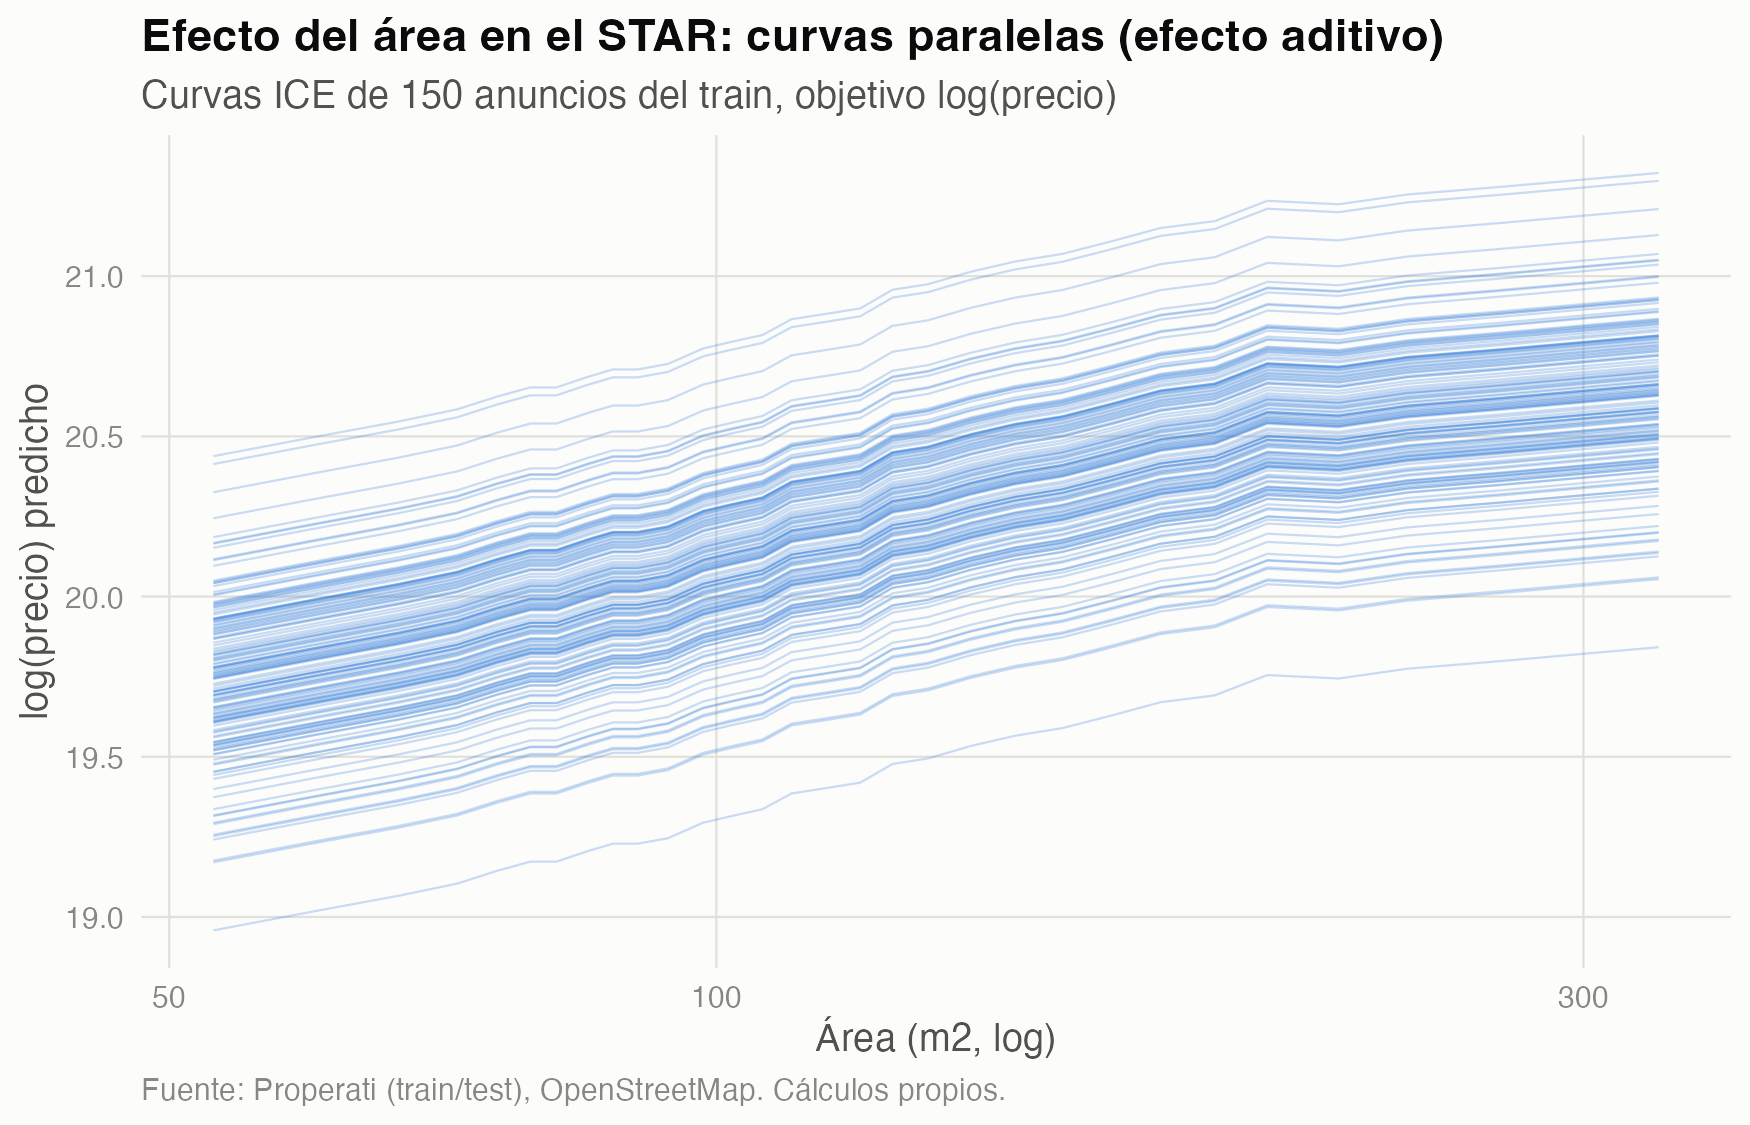 Efecto del área en el STAR: curvas paralelas (efecto aditivo)
Curvas ICE de 150 anuncios del train, objetivo log(precio)
log(precio) predicho
21.0
20.5
20.0
19.5
19.0
50 100 300
Área (m2, log)
Fuente: Properati (train/test), OpenStreetMap. Cálculos propios.